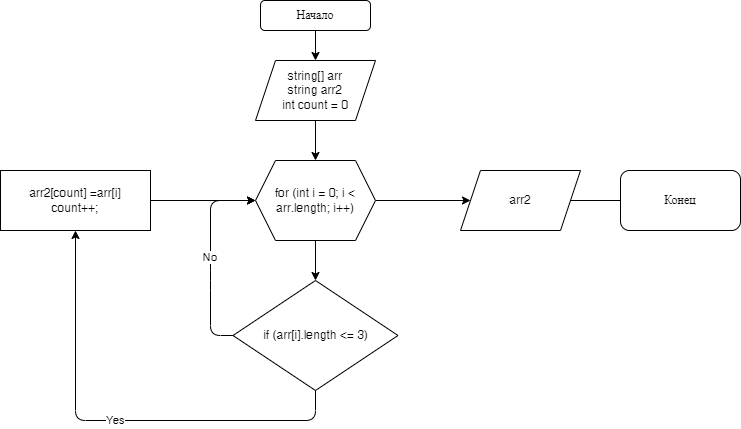 Начало
string[] arr
string arr2
int count = 0
arr2[count] =arr[i]
count++;
for (int i = 0; i <
arr.length; i++)
arr2
Конец
No
if (arr[i].length <= 3)
Yes